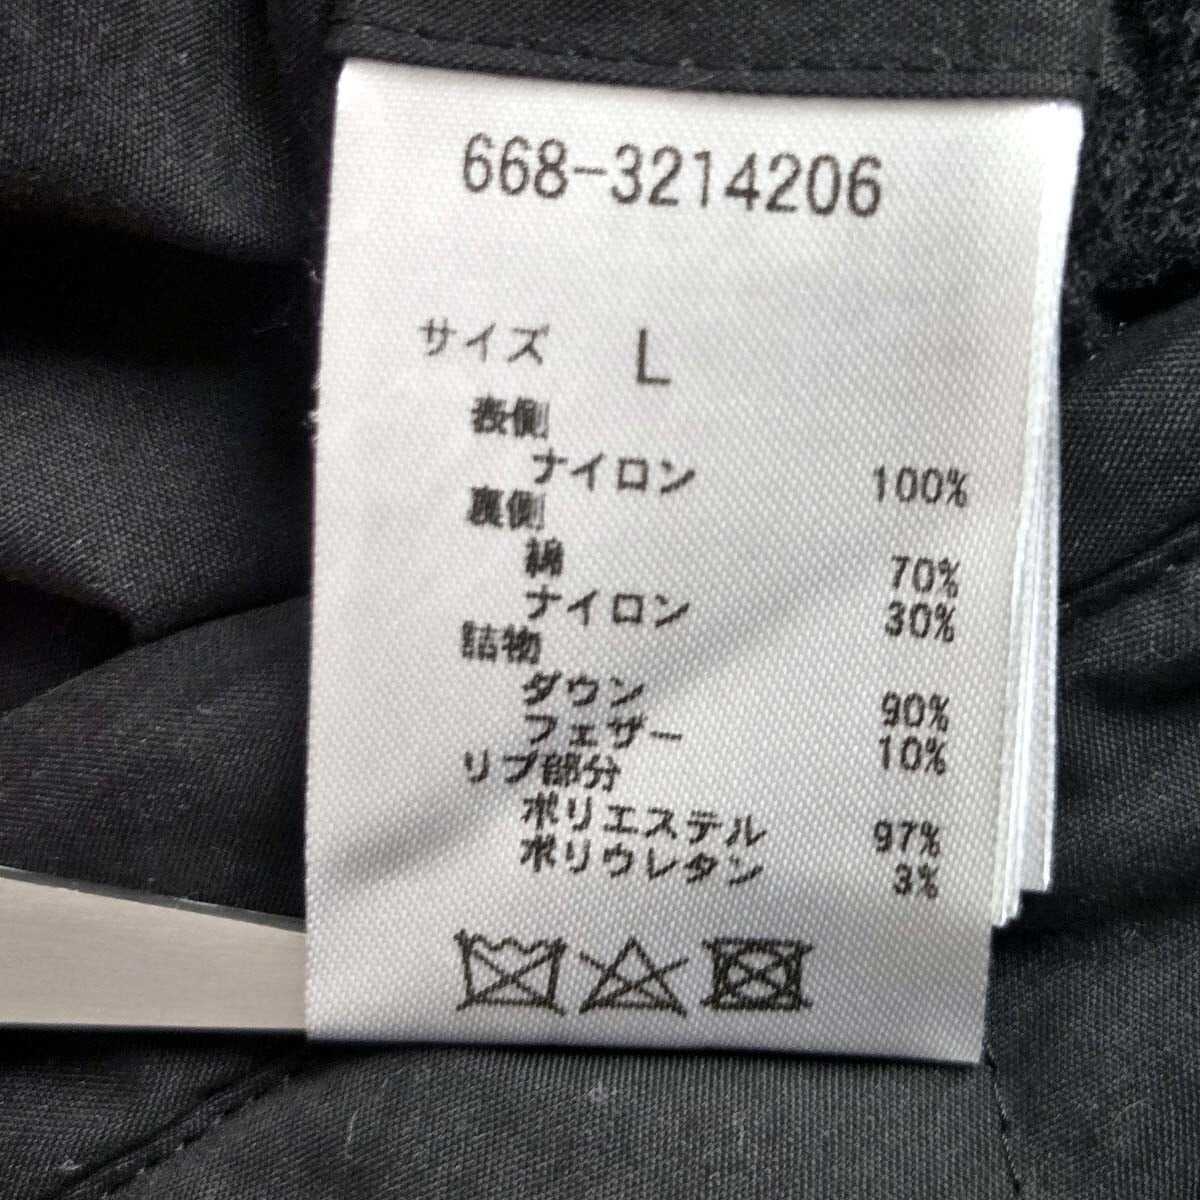 668-3214206
サイズ L
表側
ナイロン 100%
裏側
綿 70%
ナイロン 30%
詰物
ダウン 90%
フェザー 10%
リブ部分
ポリエステル 97%
ポリウレタン 3%